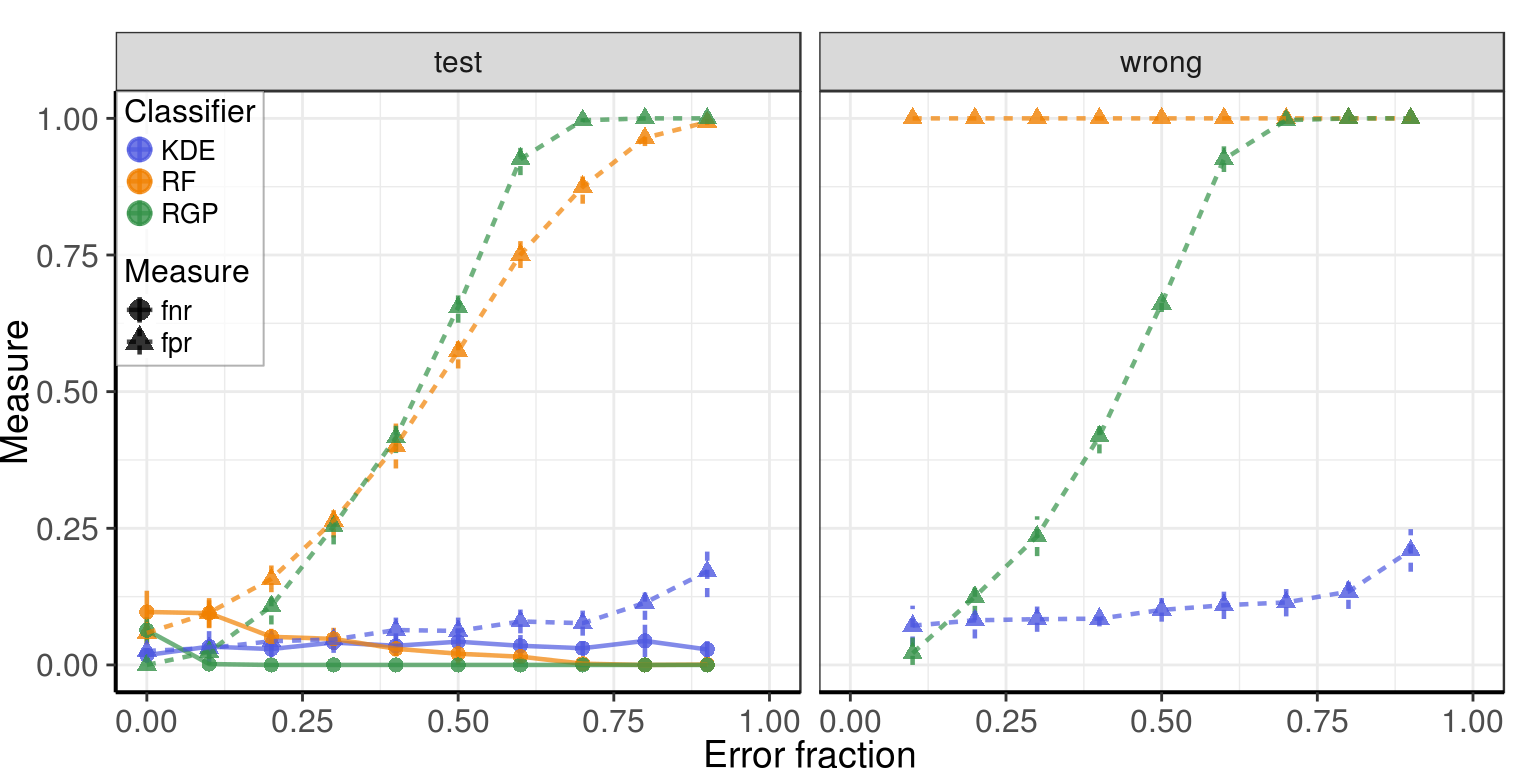 test
wrong
Classifier
KDE
RF
RGP
Measure
fnr
fpr
Measure
1.00
0.75
0.50
0.25
0.00
0.00 0.25 0.50 0.75 1.00
0.00 0.25 0.50 0.75 1.00
Error fraction